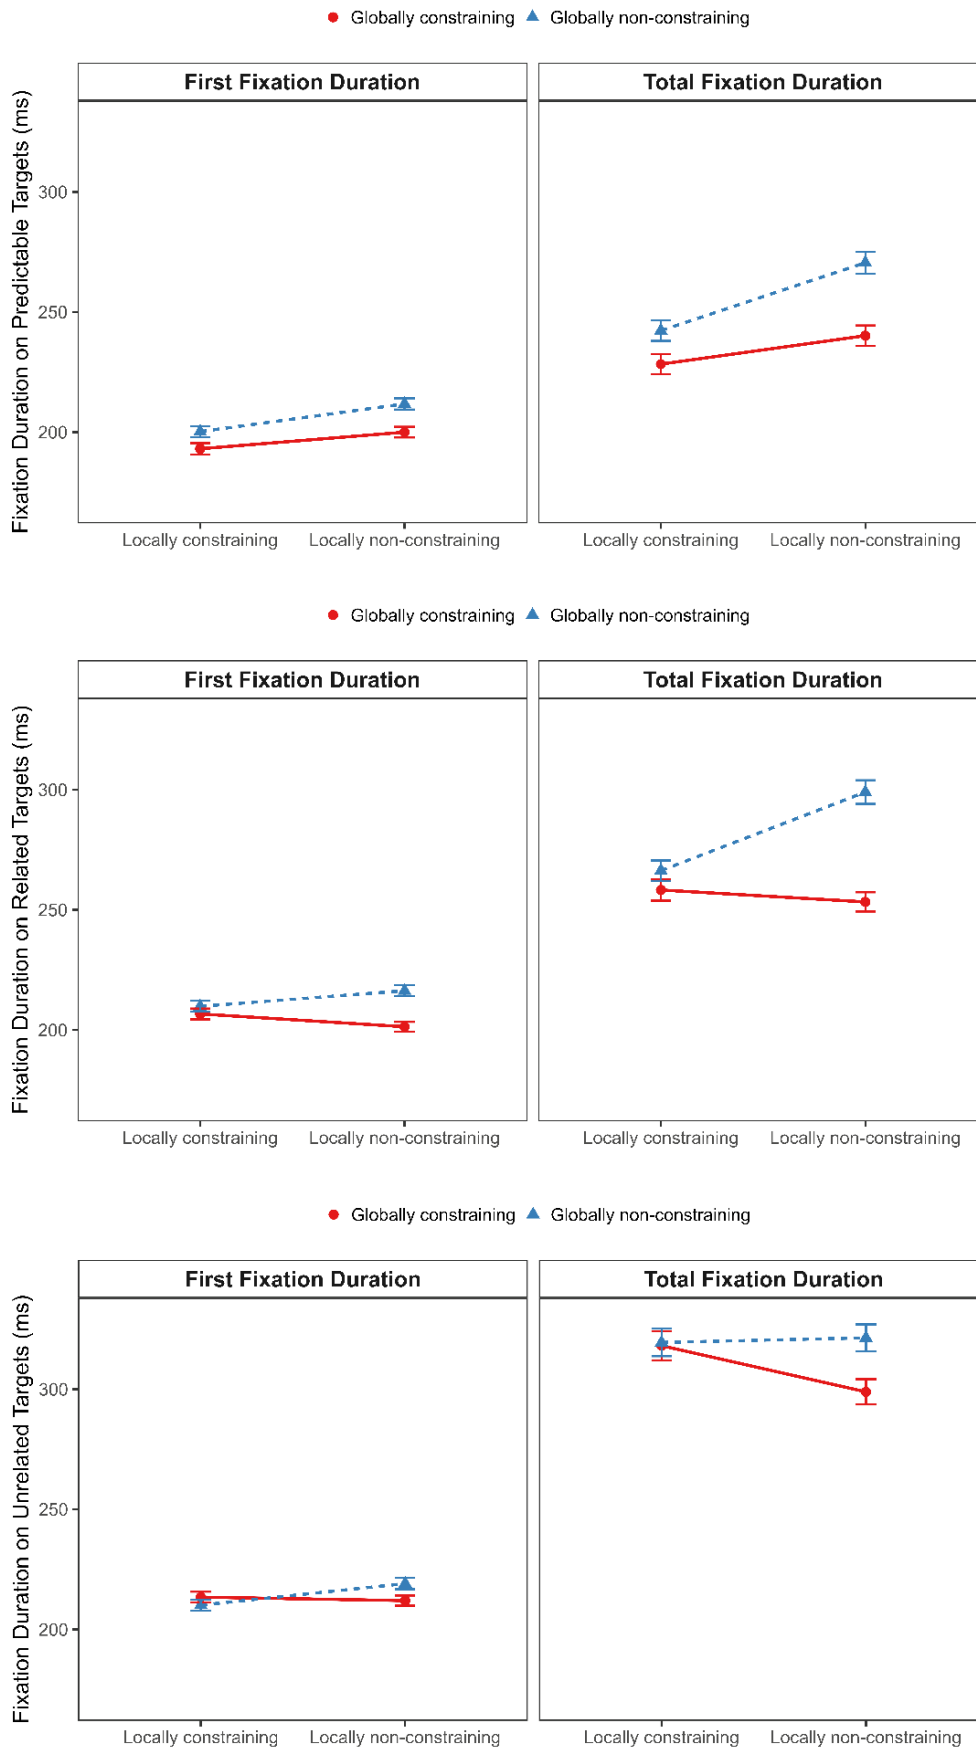 Globally constraining Globally non-constraining
First Fixation Duration Total Fixation Duration
Fixation Duration on Predictable Targets (ms)
300
250
200
Locally constraining Locally non-constraining Locally constraining Locally non-constraining
Globally constraining Globally non-constraining
First Fixation Duration Total Fixation Duration
Fixation Duration on Related Targets (ms)
300
250
200
Locally constraining Locally non-constraining Locally constraining Locally non-constraining
Globally constraining Globally non-constraining
First Fixation Duration Total Fixation Duration
Fixation Duration on Unrelated Targets (ms)
300
250
200
Locally constraining Locally non-constraining Locally constraining Locally non-constraining